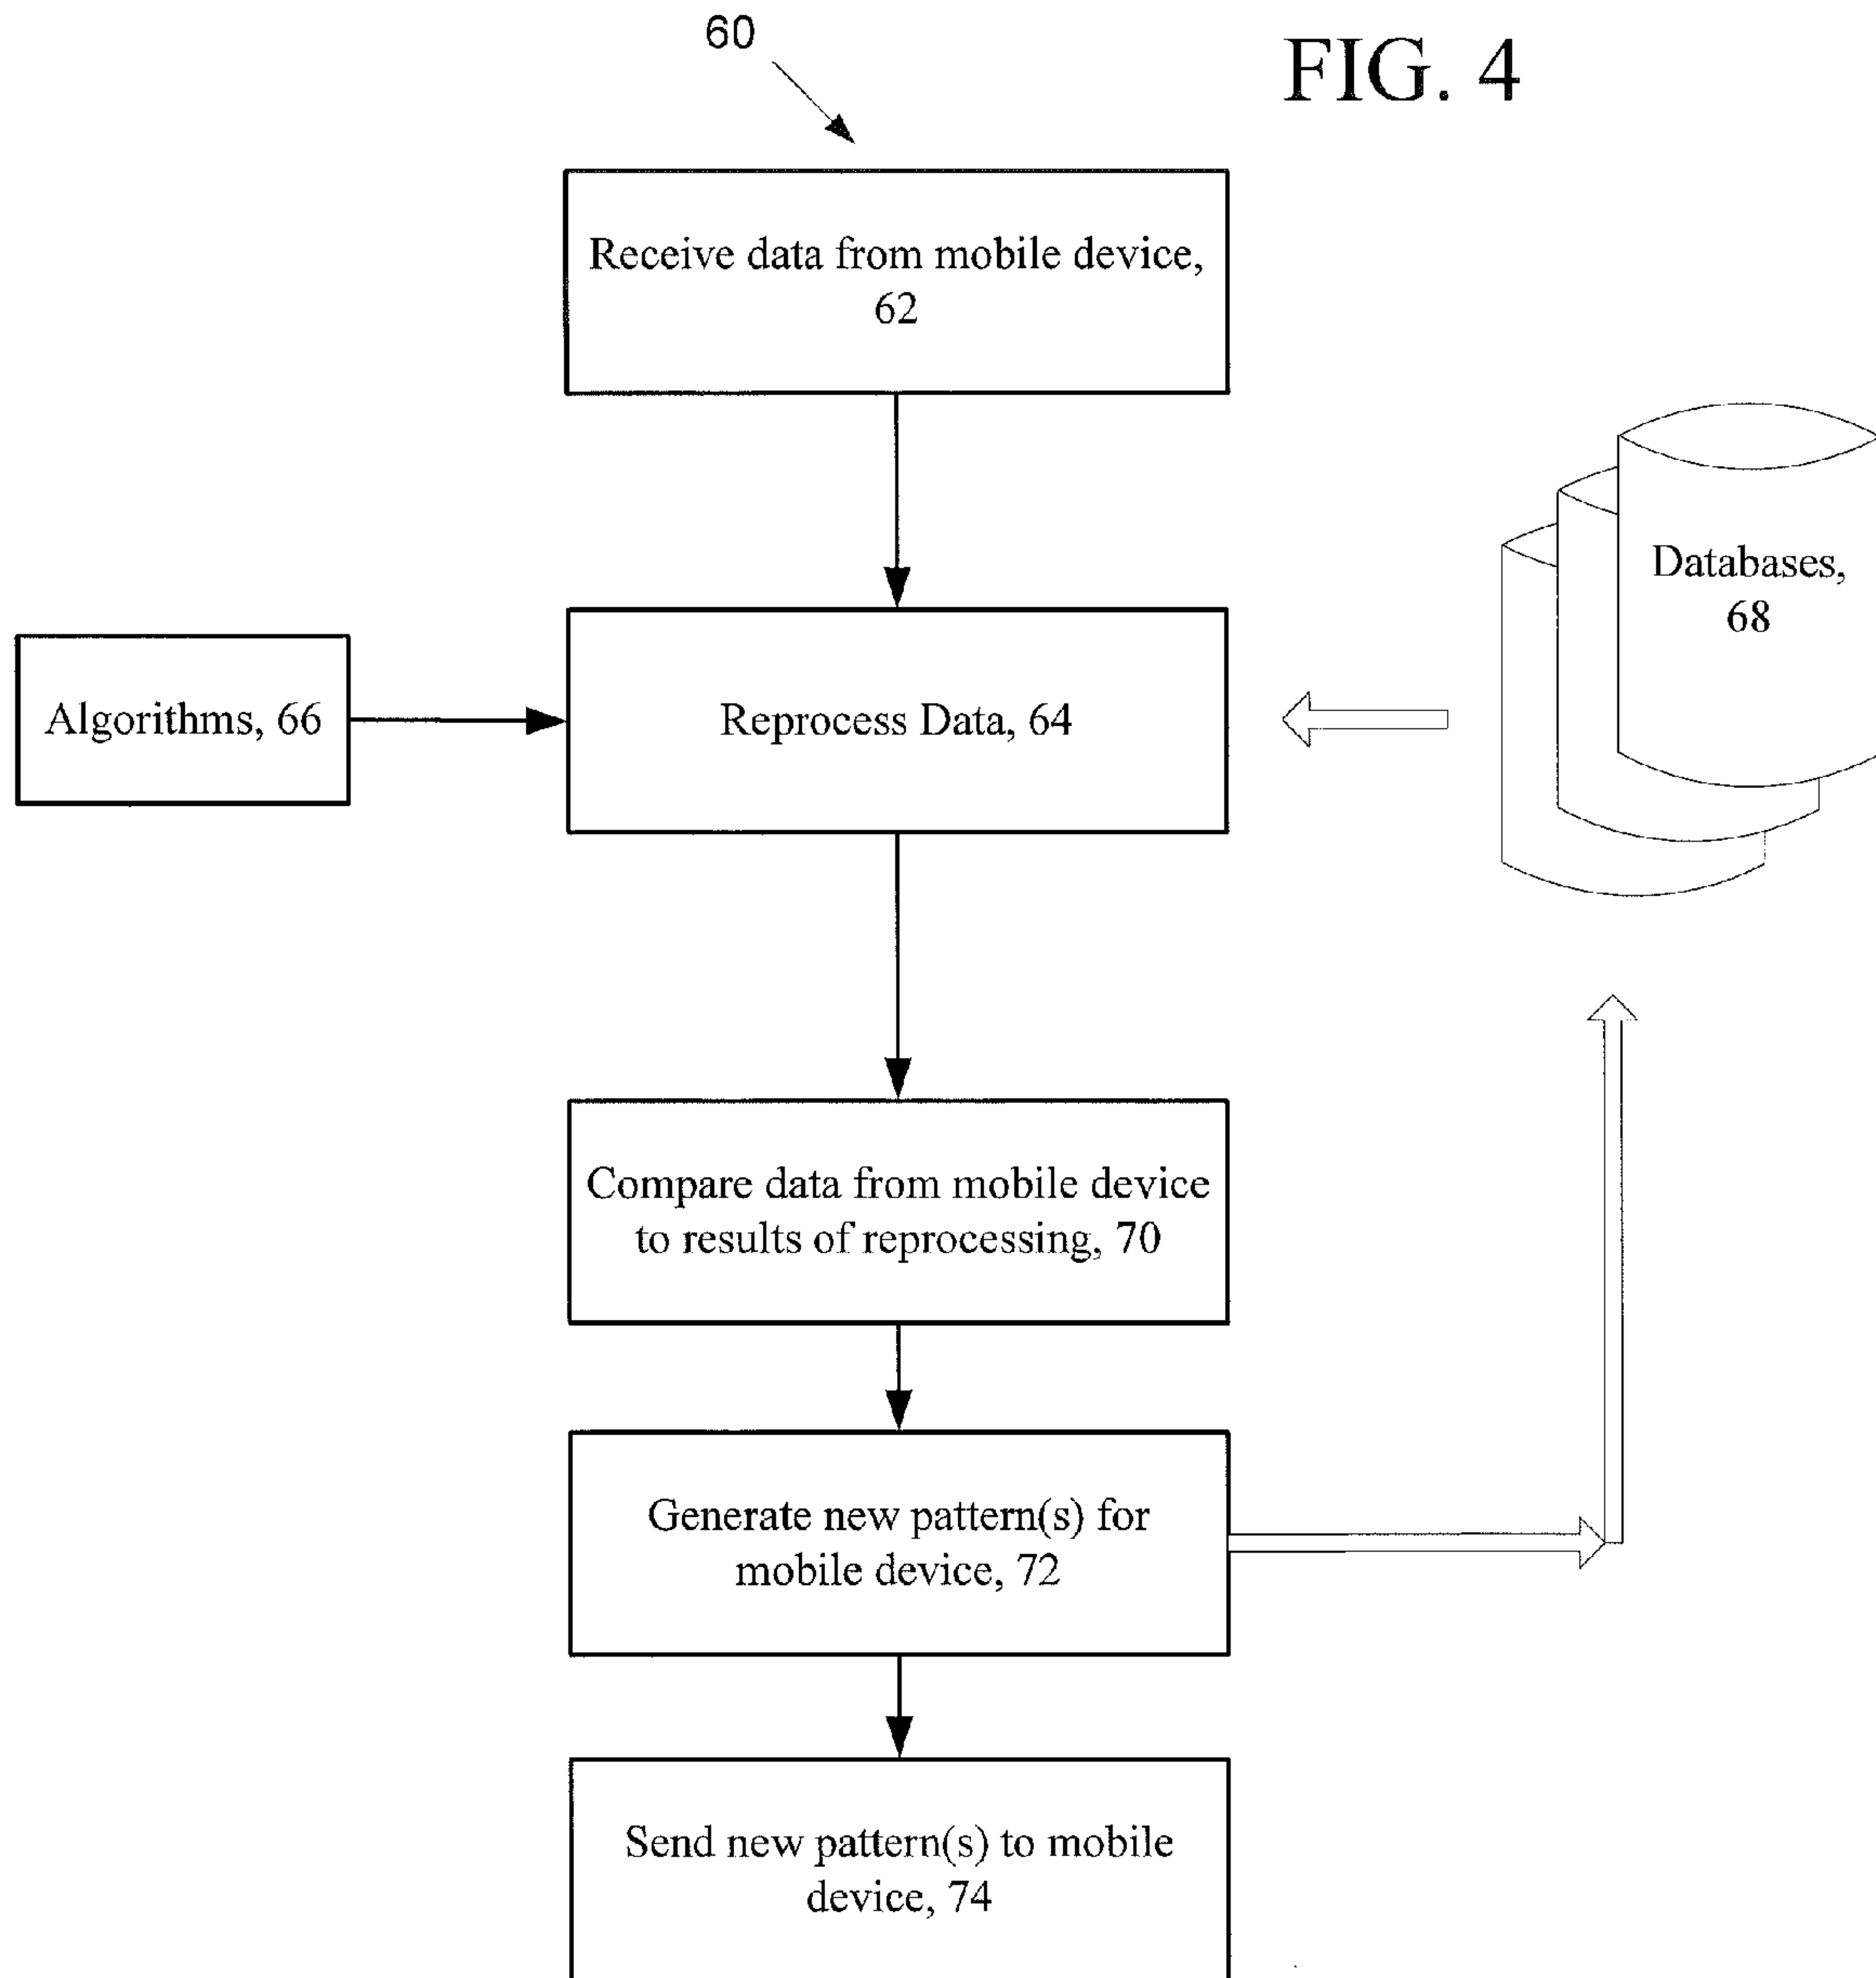 60
FIG. 4
Receive data from mobile device,
62
Databases,
68
Algorithms, 66
Reprocess Data, 64
Compare data from mobile device
to results of reprocessing, 70
Generate new pattern(s) for
mobile device, 72
Send new pattern(s) to mobile
device, 74